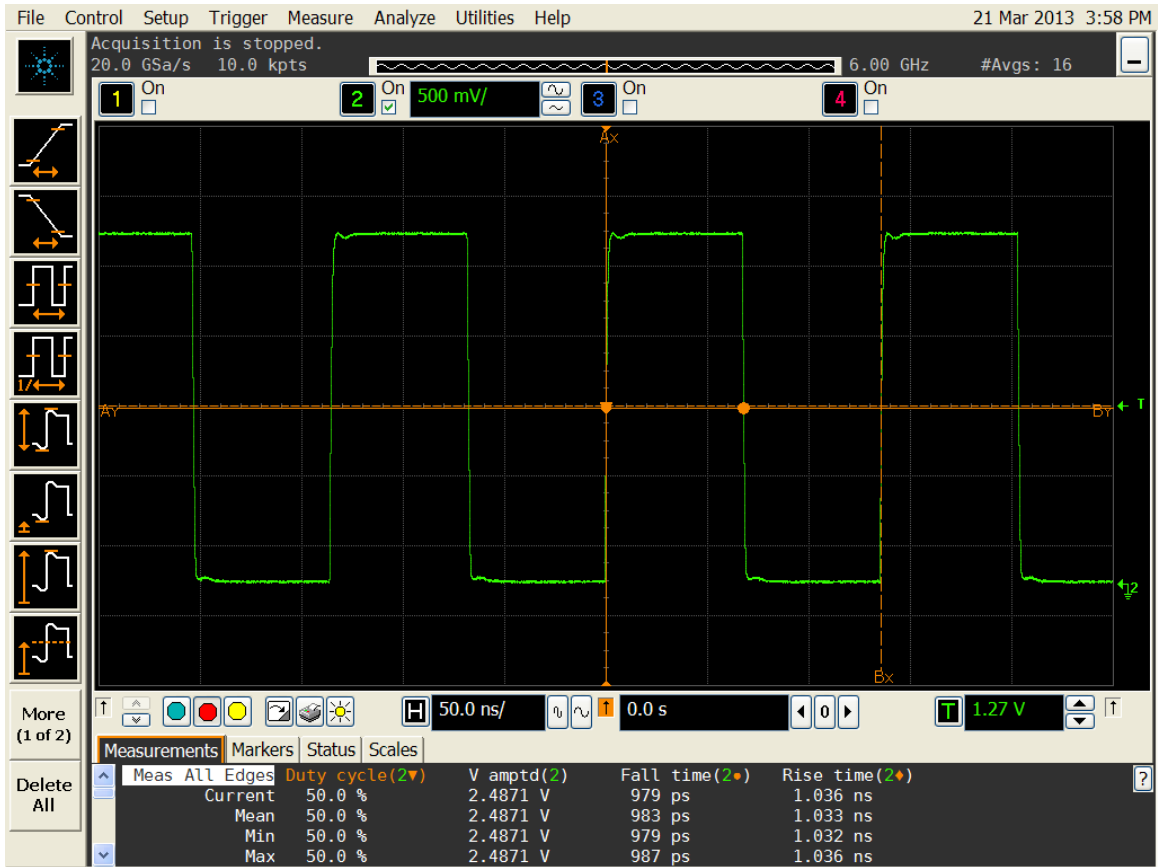 File Control Setup Trigger Measure Analyze Utilities Help 21 Mar 2013 3:58 PM
Acquisition is stopped.
20.0 GSa/s 10.0 kpts 6.00 GHz #Avgs: 16
1 On 2 On 500 mV/ 3 On 4 On
Ax
1/
AY BY T
2
Bx
More
(1 of 2)
Delete
All
H 50.0 ns/ 0.0 s 0 T 1.27 V
Measurements Markers Status Scales
Meas All Edges Duty cycle(2▼) V amptd(2) Fall time(2●) Rise time(2♦) ?
Current 50.0 % 2.4871 V 979 ps 1.036 ns
Mean 50.0 % 2.4871 V 983 ps 1.033 ns
Min 50.0 % 2.4871 V 979 ps 1.032 ns
Max 50.0 % 2.4871 V 987 ps 1.036 ns